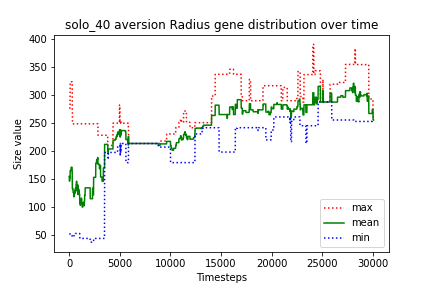 solo_40 aversion Radius gene distribution over time
400
350
300
250
200
150
100
50
Size value
0
5000
10000
15000
20000
25000
30000
Timesteps
max
mean
min